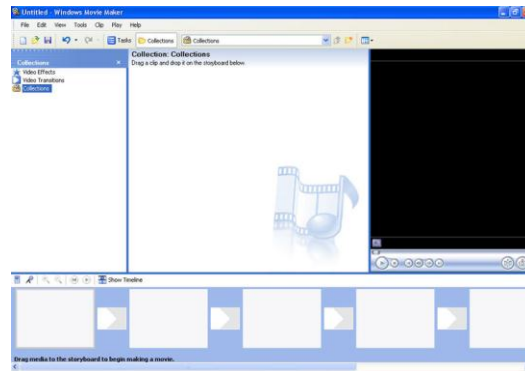 Untitled - Windows Movie Maker
File Edit View Tools Clip Play Help
Tasks Collections Collections
Collections
Video Effects
Video Transitions
Collections
Collection: Collections
Drag a clip and drop it on the storyboard below.
Show Timeline
Drag media to the storyboard to begin making a movie.